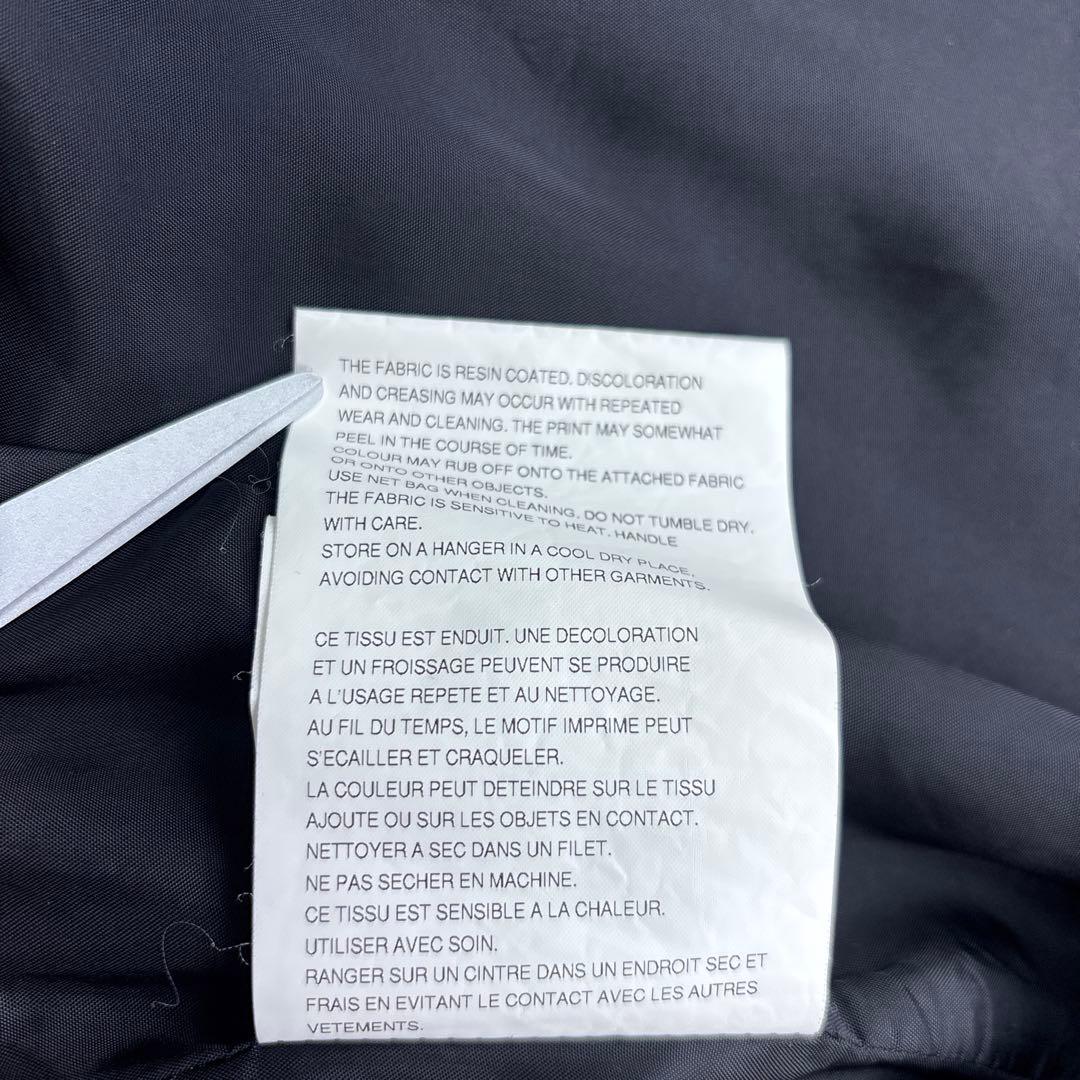 THE FABRIC IS RESIN COATED. DISCOLORATION
AND CREASING MAY OCCUR WITH REPEATED
WEAR AND CLEANING. THE PRINT MAY SOMEWHAT
PEEL IN THE COURSE OF TIME.
COLOUR MAY RUB OFF ONTO THE ATTACHED FABRIC
OR ONTO OTHER OBJECTS.
USE NET BAG WHEN CLEANING. DO NOT TUMBLE DRY.
THE FABRIC IS SENSITIVE TO HEAT. HANDLE
WITH CARE.
STORE ON A HANGER IN A COOL DRY PLACE,
AVOIDING CONTACT WITH OTHER GARMENTS.
CE TISSU EST ENDUIT. UNE DECOLORATION
ET UN FROISSAGE PEUVENT SE PRODUIRE
A L'USAGE REPETE ET AU NETTOYAGE.
AU FIL DU TEMPS, LE MOTIF IMPRIME PEUT
S'ECAILLER ET CRAQUELER.
LA COULEUR PEUT DETEINDRE SUR LE TISSU
AJOUTE OU SUR LES OBJETS EN CONTACT.
NETTOYER A SEC DANS UN FILET.
NE PAS SECHER EN MACHINE.
CE TISSU EST SENSIBLE A LA CHALEUR.
UTILISER AVEC SOIN.
RANGER SUR UN CINTRE DANS UN ENDROIT SEC ET
FRAIS EN EVITANT LE CONTACT AVEC LES AUTRES
VETEMENTS.